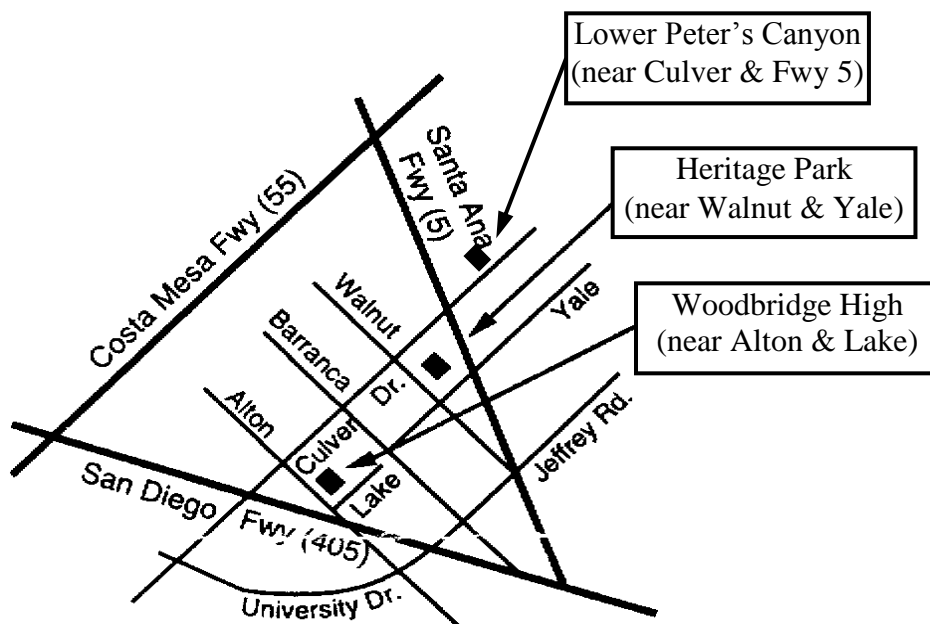 Lower Peter's Canyon
(near Culver & Fwy 5)
Heritage Park
(near Walnut & Yale)
Woodbridge High
(near Alton & Lake)
Costa Mesa Fwy (55)
Santa Ana
Fwy (5)
Walnut
Yale
Barranca
Alton
Culver
Dr.
Lake
Jeffrey Rd.
San Diego Fwy (405)
University Dr.